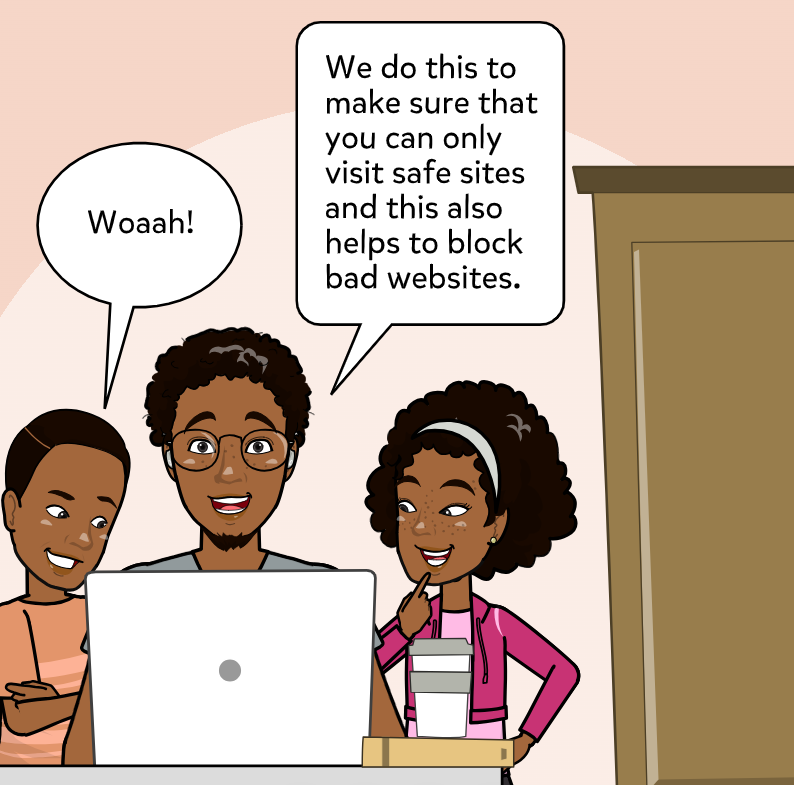 Woaah!
We do this to
make sure that
you can only
visit safe sites
and this also
helps to block
bad websites.